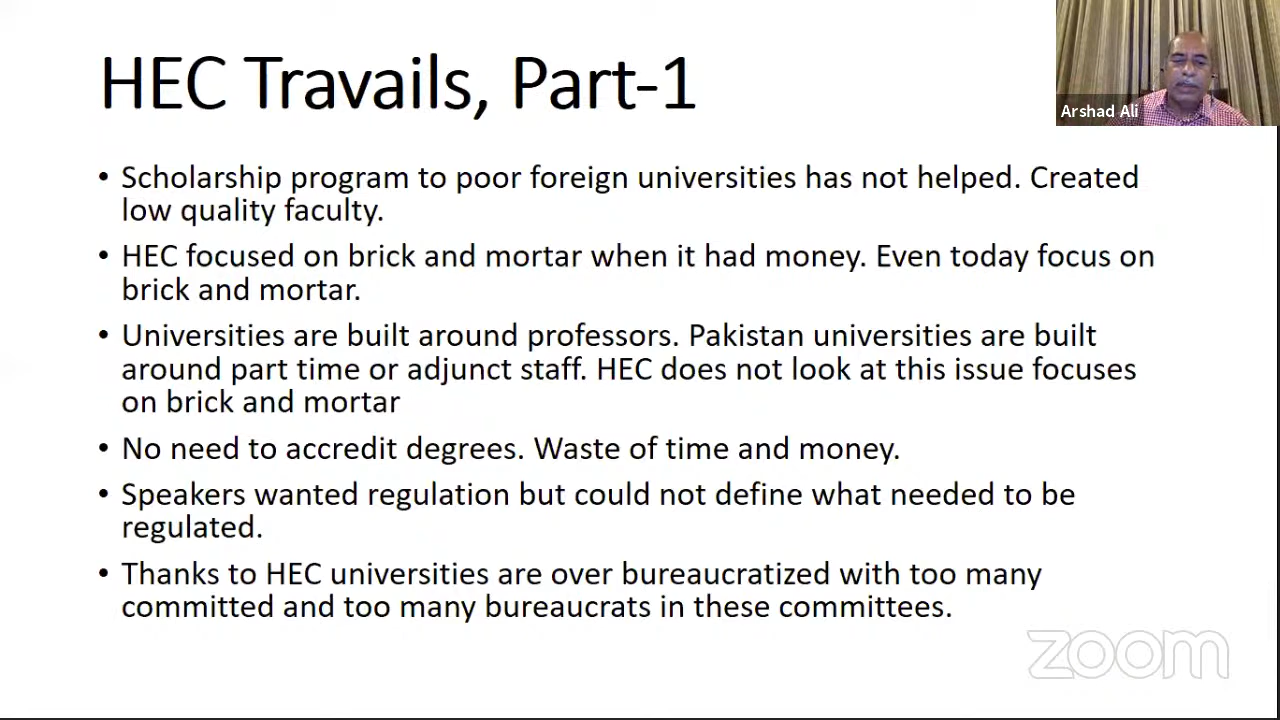 HEC Travails, Part-1
Arshad Ali
• Scholarship program to poor foreign universities has not helped. Created
low quality faculty.
• HEC focused on brick and mortar when it had money. Even today focus on
brick and mortar.
• Universities are built around professors. Pakistan universities are built
around part time or adjunct staff. HEC does not look at this issue focuses
on brick and mortar
• No need to accredit degrees. Waste of time and money.
• Speakers wanted regulation but could not define what needed to be
regulated.
• Thanks to HEC universities are over bureaucratized with too many
committed and too many bureaucrats in these committees.
zoom